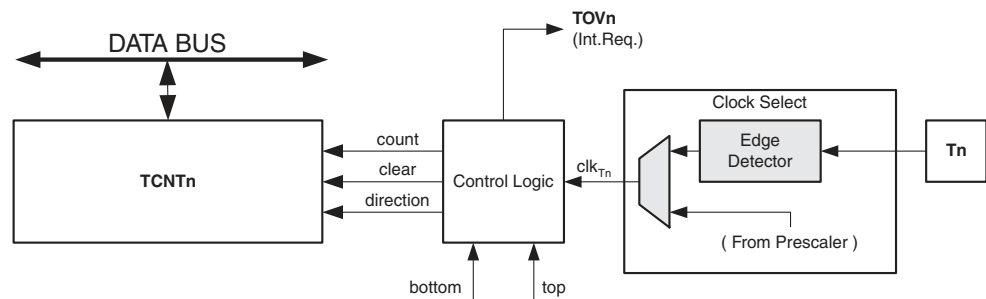 TOVn
(Int.Req.)
DATA BUS
Clock Select
count
Edge
Detector
Tn
TCNTn
clear
Control Logic
clkTn
direction
( From Prescaler )
bottom
top